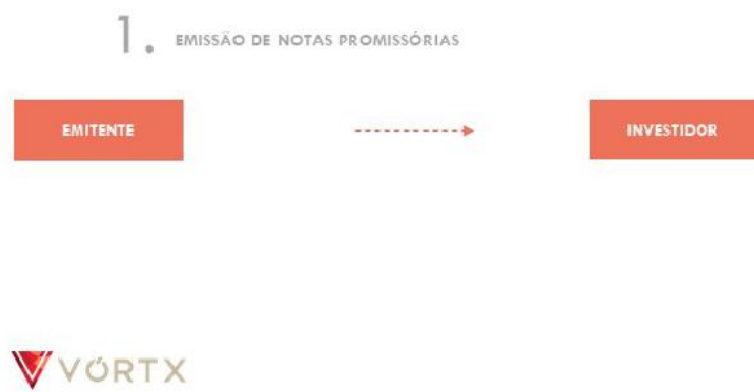 1. EMISSÃO DE NOTAS PROMISSÓRIAS
EMITENTE
INVESTIDOR
VÓRTX